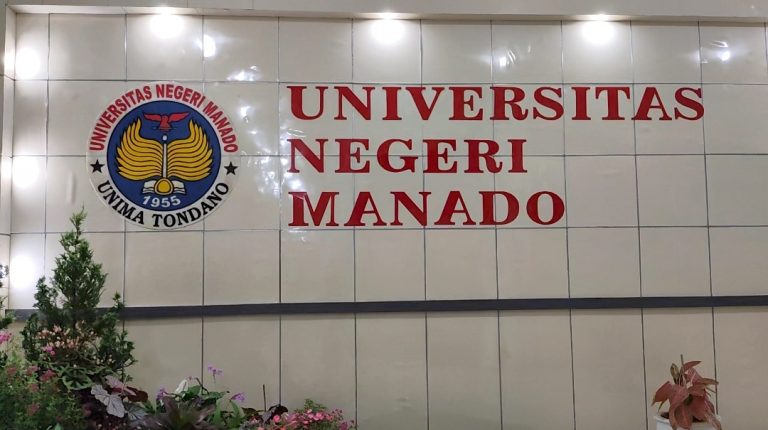 UNIVERSITAS NEGERI MANADO
1955
UNIMA TONDANO
UNIVERSITAS
NEGERI
MANADO